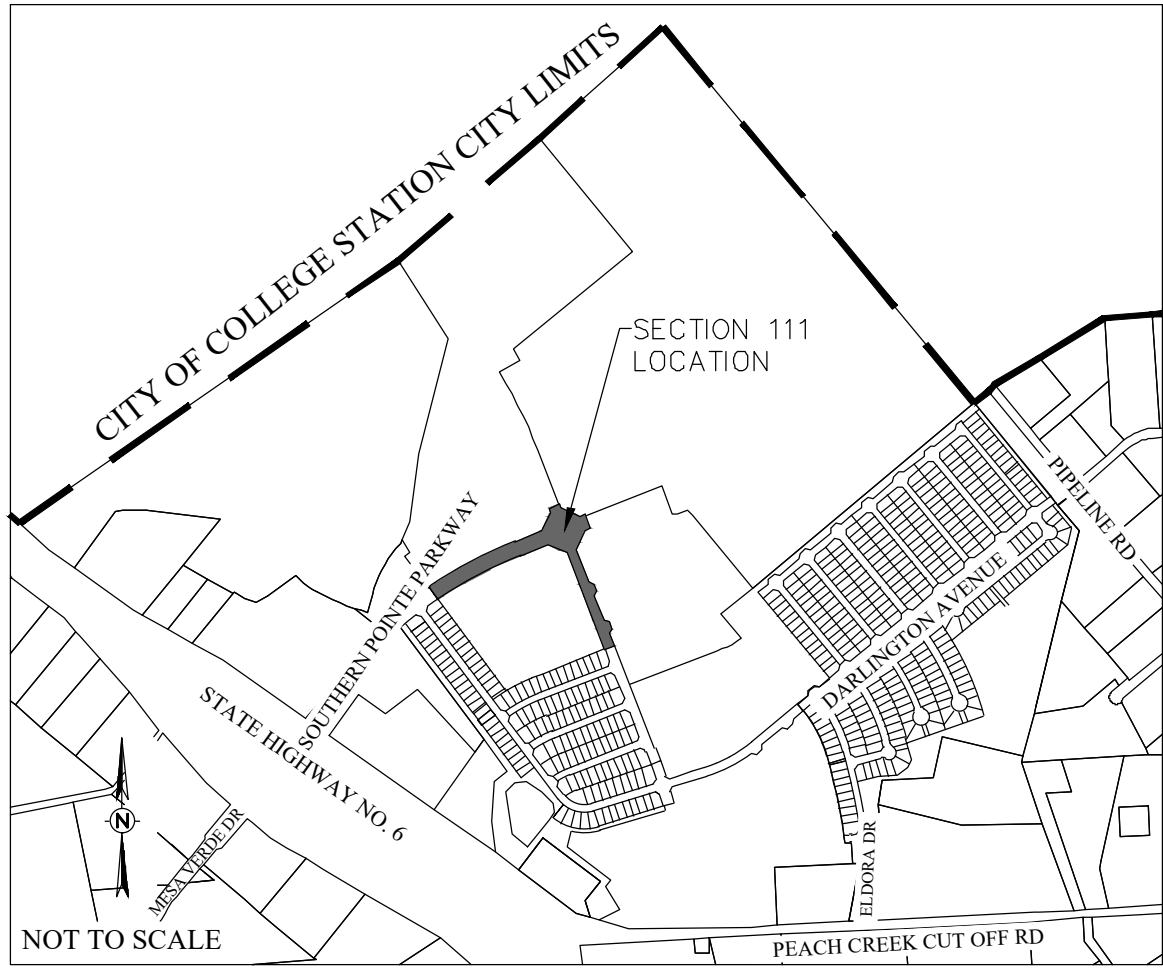 CITY OF COLLEGE STATION CITY LIMITS
SECTION 111
LOCATION
PIPELINE RD
SOUTHERN POINTE PARKWAY
DARLINGTON AVENUE
STATE HIGHWAY NO. 6
N
MESA VERDE DR
ELDORA DR
NOT TO SCALE
PEACH CREEK CUT OFF RD